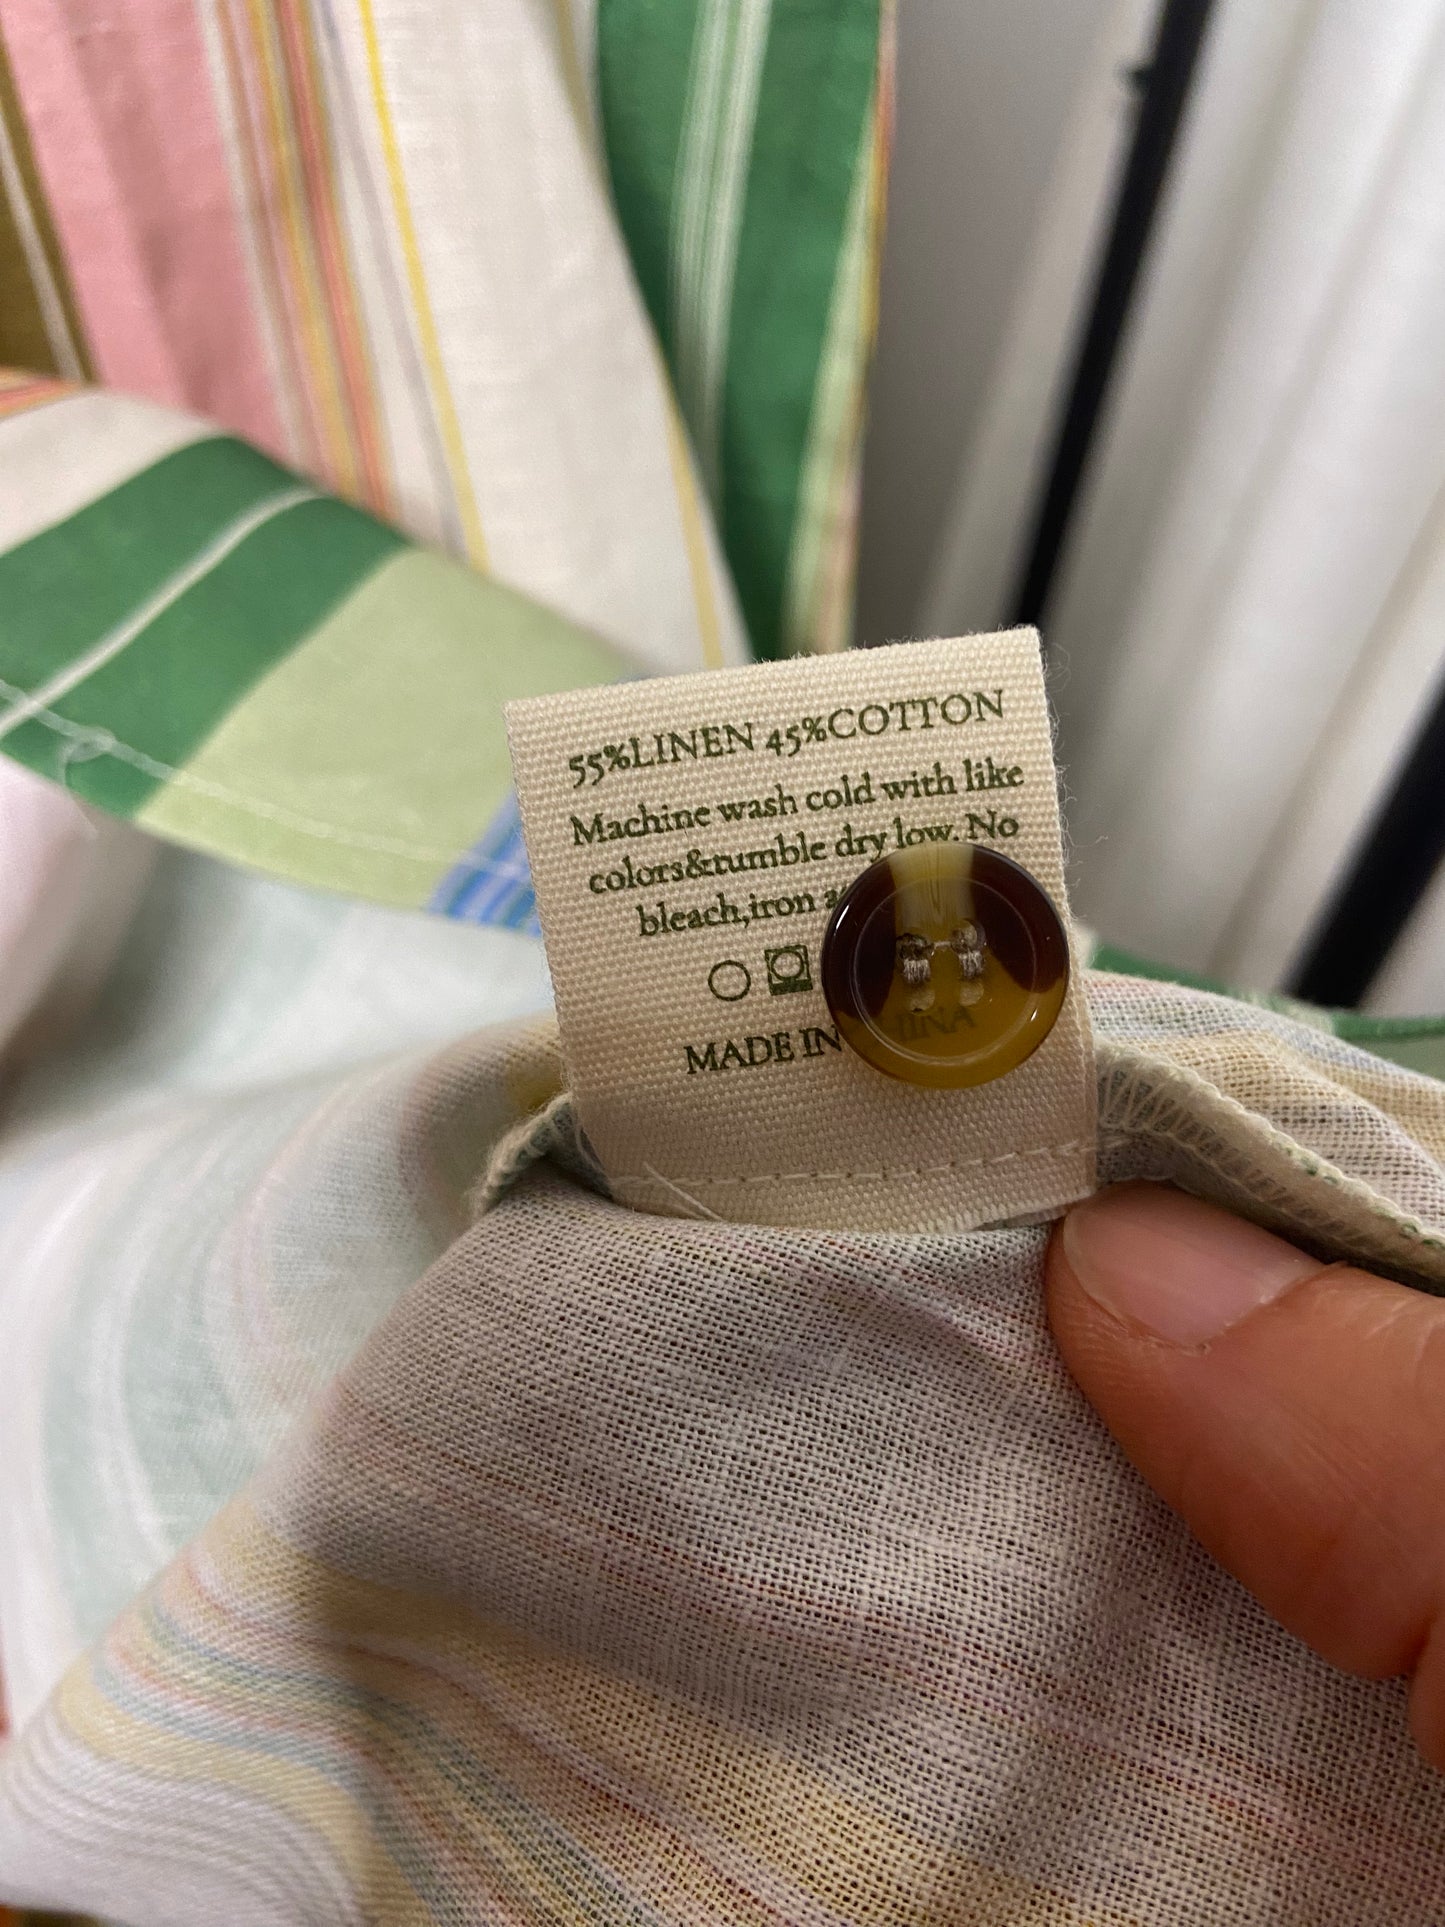 55%LINEN 45%COTTON
Machine wash cold with like
colors&tumble dry low. No
bleach,iron
MADE IN